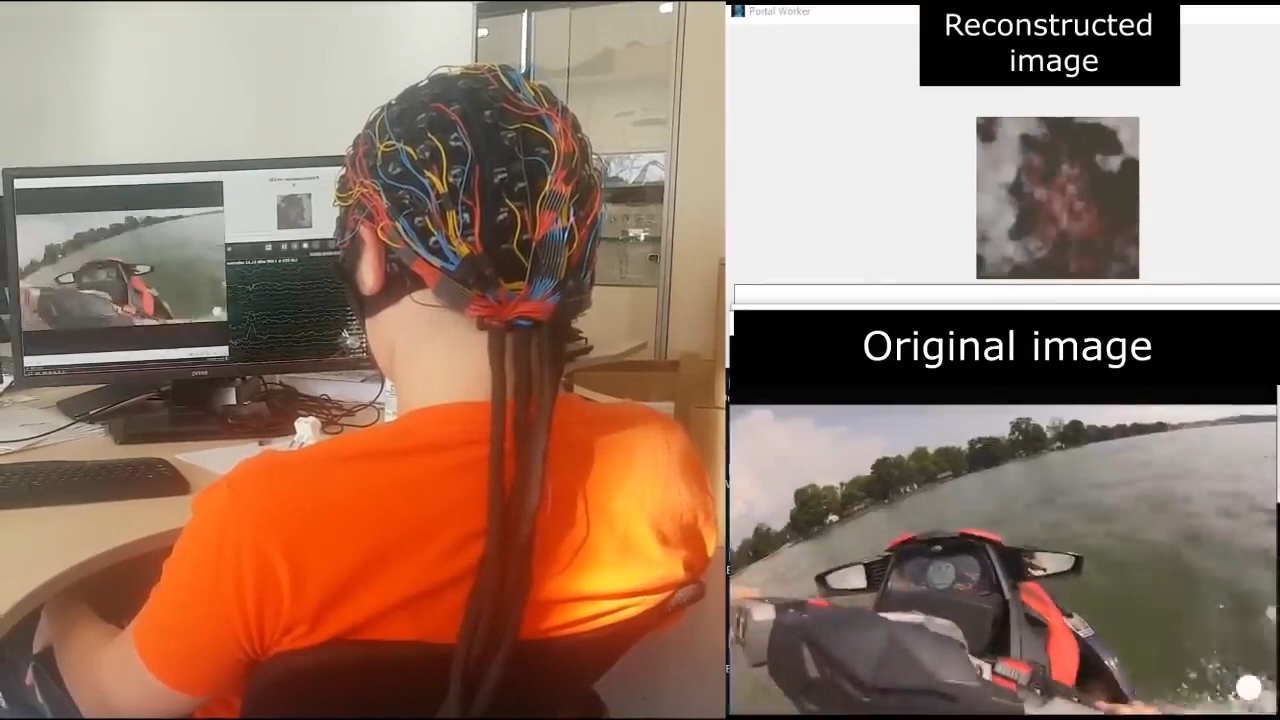 Portal Worker
Reconstructed
image
Original image